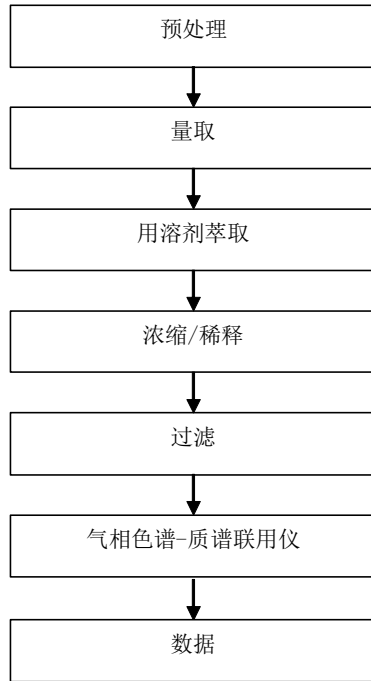 预处理
量取
用溶剂萃取
浓缩/稀释
过滤
气相色谱-质谱联用仪
数据